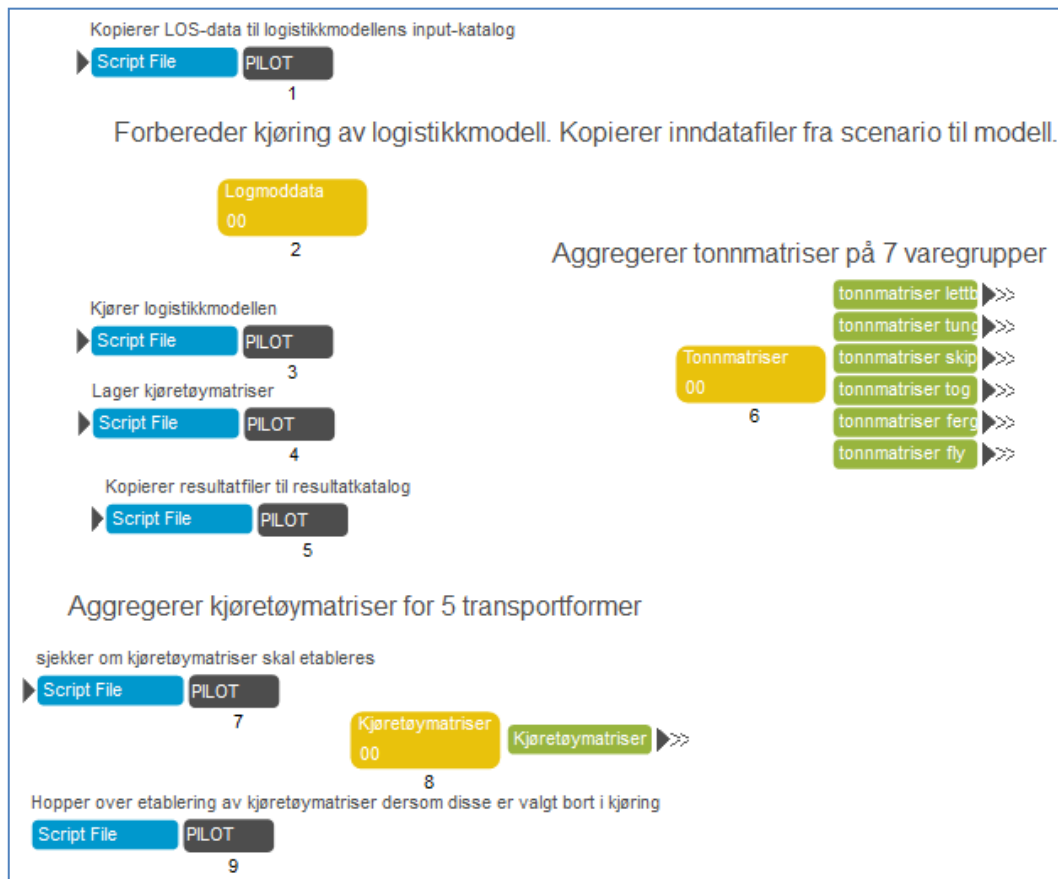 Kopierer LOS-data til logistikkmodellens input-katalog
Script File PILOT
1
Forbereder kjøring av logistikkmodell. Kopierer inndatafiler fra scenario til modell.
Logmoddata
00
2
Aggregerer tonnmatriser på 7 varegrupper
tonnmatriser lettb
tonnmatriser tung
tonnmatriser skip
tonnmatriser tog
tonnmatriser ferg
tonnmatriser fly
Tonnmatriser
00
6
Kjører logistikkmodellen
Script File PILOT
3
Lager kjøretøymatriser
Script File PILOT
4
Kopierer resultatfiler til resultatkatalog
Script File PILOT
5
Aggregerer kjøretøymatriser for 5 transportformer
sjekker om kjøretøymatriser skal etableres
Script File PILOT
7
Kjøretøymatriser
00
8
Kjøretøymatriser
Hopper over etablering av kjøretøymatriser dersom disse er valgt bort i kjøring
Script File PILOT
9